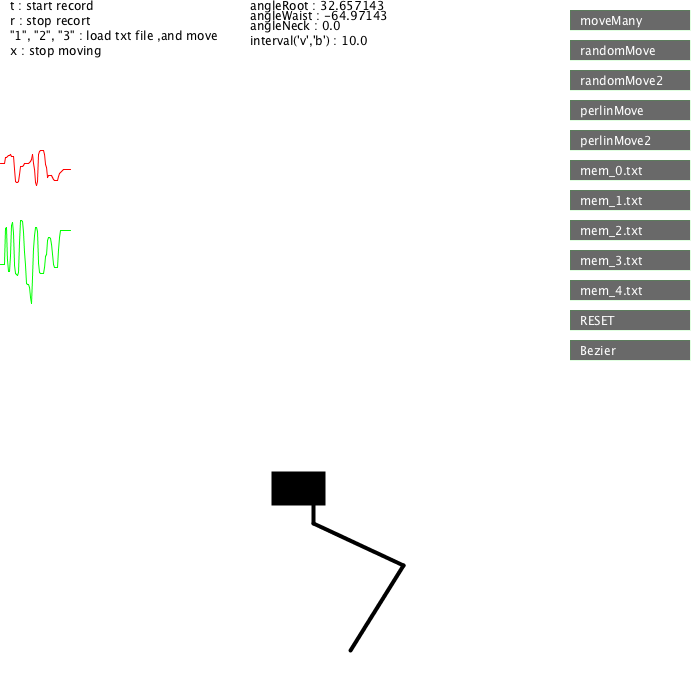 t : start record
r : stop recort
"1", "2", "3" : load txt file ,and move
x : stop moving
angleRoot : 32.657143
angleWaist : -64.97143
angleNeck : 0.0
interval('v','b') : 10.0
moveMany
randomMove
randomMove2
perlinMove
perlinMove2
mem_0.txt
mem_1.txt
mem_2.txt
mem_3.txt
mem_4.txt
RESET
Bezier